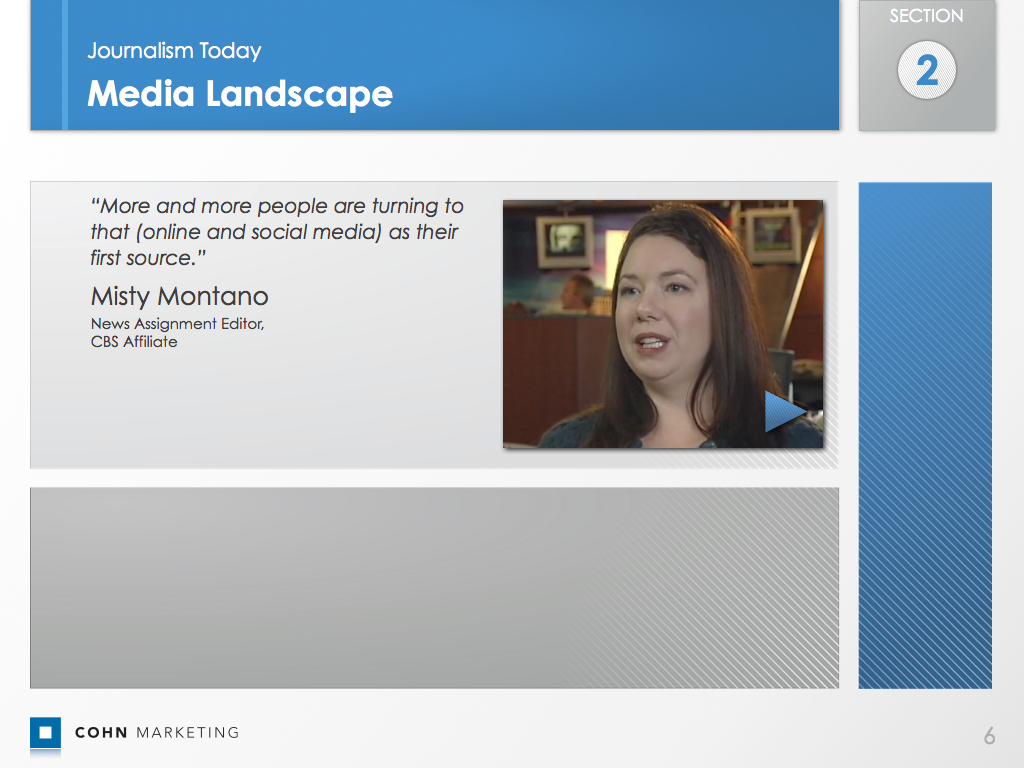 Journalism Today
Media Landscape
SECTION
2
“More and more people are turning to
that (online and social media) as their
first source.”
Misty Montano
News Assignment Editor,
CBS Affiliate
COHN MARKETING
6